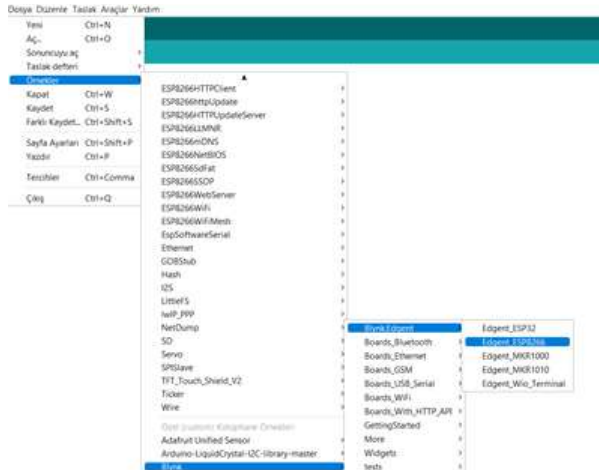 Dosya Düzenle Taslak Araçlar Yardım
Yeni Ctrl+N
Aç... Ctrl+O
Sonuncuyu aç
Taslak defteri
Örnekler
Kapat Ctrl+W
Kaydet Ctrl+S
Farklı Kaydet... Ctrl+Shift+S
Sayfa Ayarları Ctrl+Shift+P
Yazdır Ctrl+P
Tercihler Ctrl+Comma
Çıkış Ctrl+Q
ESP8266HTTPClient
ESP8266httpUpdate
ESP8266HTTPUpdateServer
ESP8266LLMNR
ESP8266mDNS
ESP8266NetBIOS
ESP8266SdFat
ESP8266SSDP
ESP8266WebServer
ESP8266WiFi
ESP8266WiFiMesh
EspSoftwareSerial
Ethernet
GDBStub
Hash
I2S
LittleFS
lwIP_PPP
NetDump
SD
Servo
SPISlave
TFT_Touch_Shield_V2
Ticker
Wire
Özel (custom) Kütüphane Örnekleri
Adafruit Unified Sensor
Arduino-LiquidCrystal-I2C-library-master
Blynk
Blynk.Edgent
Boards_Bluetooth
Boards_Ethernet
Boards_GSM
Boards_USB_Serial
Boards_WiFi
Boards_With_HTTP_API
GettingStarted
More
Widgets
tests
Edgent_ESP32
Edgent_ESP8266
Edgent_MKR1000
Edgent_MKR1010
Edgent_Wio_Terminal